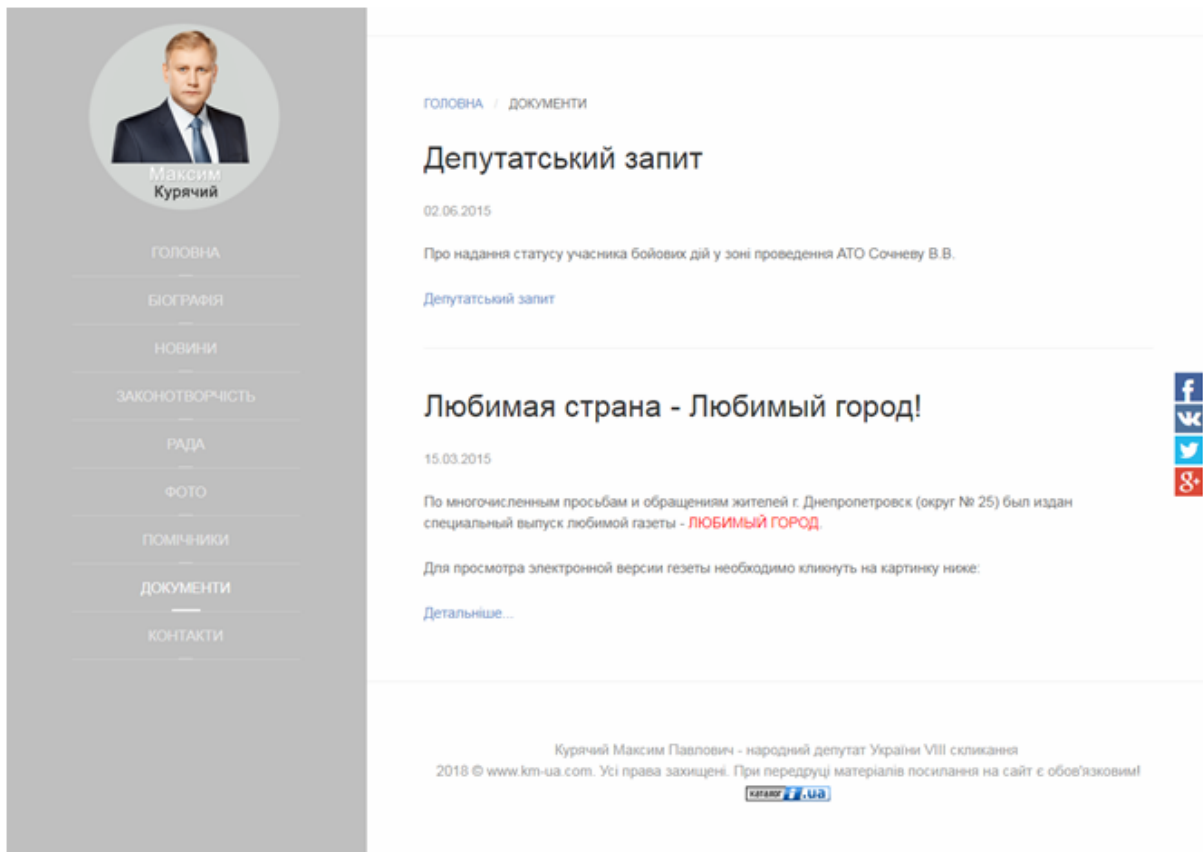 Максим
Курячий
ГОЛОВНА
БІОГРАФІЯ
НОВИНИ
ЗАКОНОТВОРЧІСТЬ
РАДА
ФОТО
ПОМІЧНИКИ
ДОКУМЕНТИ
КОНТАКТИ
ГОЛОВНА / ДОКУМЕНТИ
Депутатський запит
02.06.2015
Про надання статусу учасника бойових дій у зоні проведення АТО Сочневу В.В.
Депутатський запит
Любимая страна - Любимый город!
15.03.2015
По многочисленным просьбам и обращениям жителей г. Днепропетровск (округ № 25) был издан
специальный выпуск любимой газеты - ЛЮБИМЫЙ ГОРОД.
Для просмотра электронной версии гезеты необходимо кликнуть на картинку ниже:
Детальніше...
Курячий Максим Павлович - народний депутат України VIII скликання
2018 © www.km-ua.com. Усі права захищені. При передруці матеріалів посилання на сайт є обов'язковим!
каталог i.ua